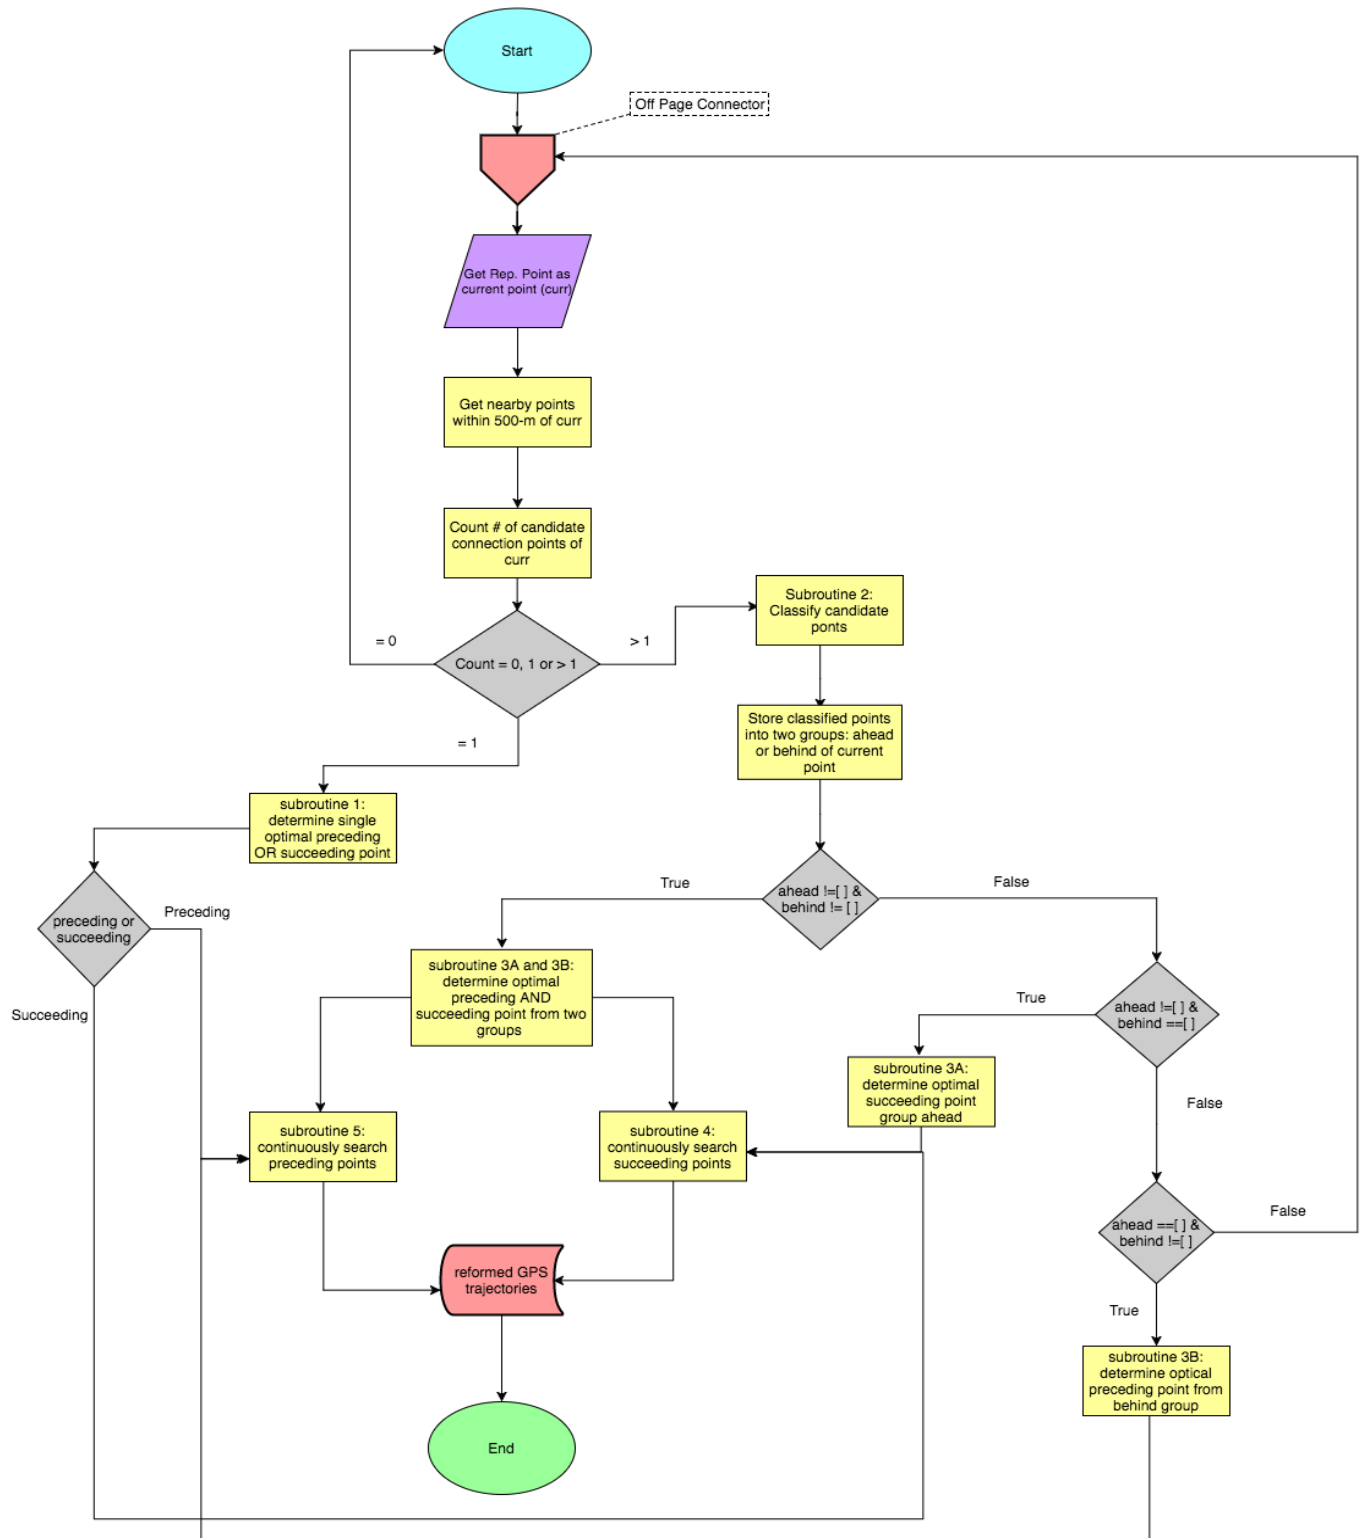 Start
Off Page Connector
Get Rep. Point as
current point (curr)
Get nearby points
within 500-m of curr
Count # of candidate
connection points of
curr
Count = 0, 1 or > 1
= 0
> 1
= 1
Subroutine 2:
Classify candidate
ponts
Store classified points
into two groups: ahead
or behind of current
point
subroutine 1:
determine single
optimal preceding
OR succeeding point
preceding or
succeeding
Preceding
Succeeding
ahead !=[ ] &
behind != [ ]
True
False
subroutine 3A and 3B:
determine optimal
preceding AND
succeeding point from two
groups
ahead !=[ ] &
behind ==[ ]
True
False
subroutine 3A:
determine optimal
succeeding point
group ahead
subroutine 5:
continuously search
preceding points
subroutine 4:
continuously search
succeeding points
ahead ==[ ] &
behind !=[ ]
False
True
reformed GPS
trajectories
subroutine 3B:
determine optical
preceding point from
behind group
End